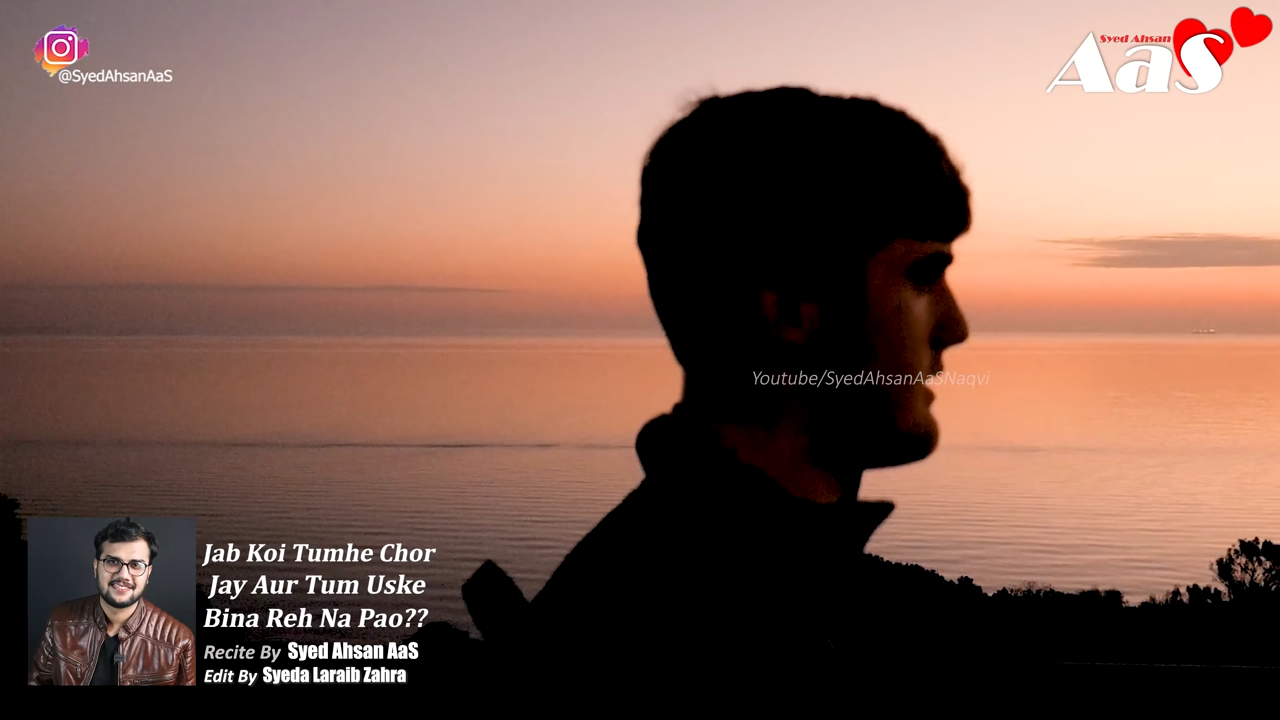 @SyedAhsanAaS
Syed Ahsan
AaS
Youtube/SyedAhsanAaSNaqvi
Jab Koi Tumhe Chor
Jay Aur Tum Uske
Bina Reh Na Pao??
Recite By Syed Ahsan AaS
Edit By Syeda Laraib Zahra